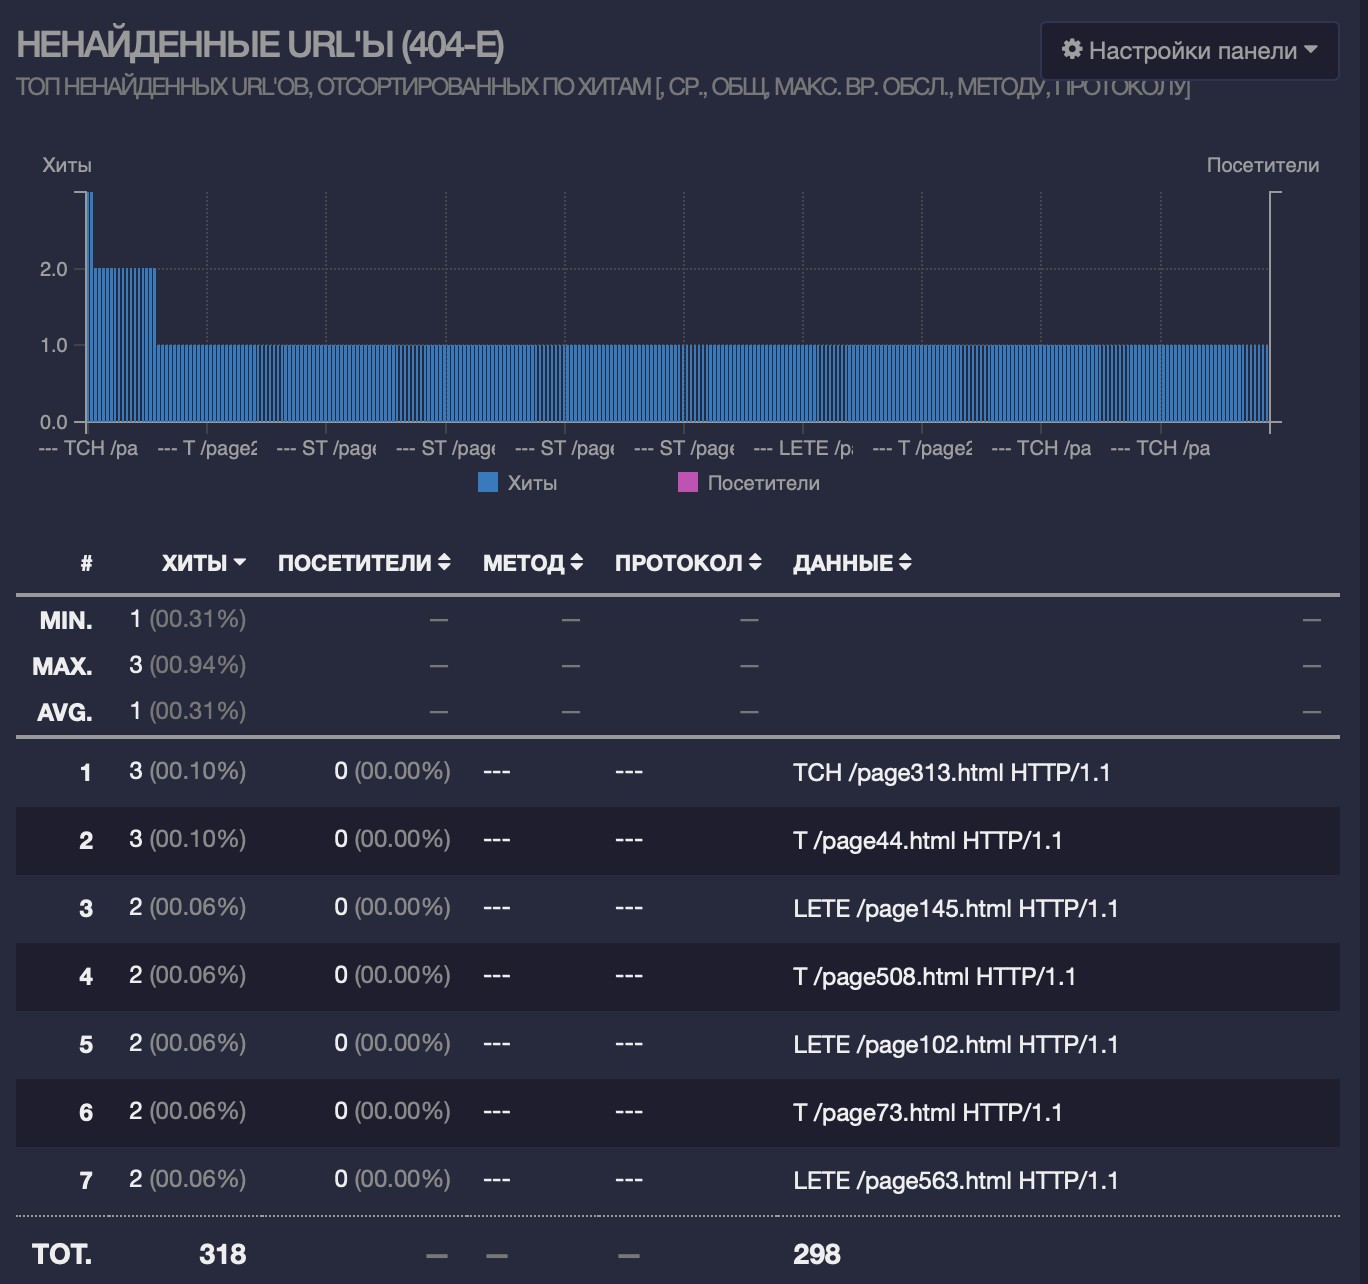 НЕНАЙДЕННЫЕ URL'Ы (404-Е)
Настройки панели
ТОП НЕНАЙДЕННЫХ URL'ОВ, ОТСОРТИРОВАННЫХ ПО ХИТАМ [, СР., ОБЩ, МАКС. ВР. ОБСЛ., МЕТОДУ, ПРОТОКОЛУ]
Хиты Посетители
2.0
1.0
0.0
--- TCH /pa --- T /page2 --- ST /page --- ST /page --- ST /page --- ST /page --- LETE /pa --- T /page2 --- TCH /pa --- TCH /pa
Хиты Посетители
# ХИТЫ ПОСЕТИТЕЛИ МЕТОД ПРОТОКОЛ ДАННЫЕ
MIN. 1 (00.31%) — — — —
MAX. 3 (00.94%) — — — —
AVG. 1 (00.31%) — — — —
1 3 (00.10%) 0 (00.00%) --- --- TCH /page313.html HTTP/1.1
2 3 (00.10%) 0 (00.00%) --- --- T /page44.html HTTP/1.1
3 2 (00.06%) 0 (00.00%) --- --- LETE /page145.html HTTP/1.1
4 2 (00.06%) 0 (00.00%) --- --- T /page508.html HTTP/1.1
5 2 (00.06%) 0 (00.00%) --- --- LETE /page102.html HTTP/1.1
6 2 (00.06%) 0 (00.00%) --- --- T /page73.html HTTP/1.1
7 2 (00.06%) 0 (00.00%) --- --- LETE /page563.html HTTP/1.1
TOT. 318 — — — 298